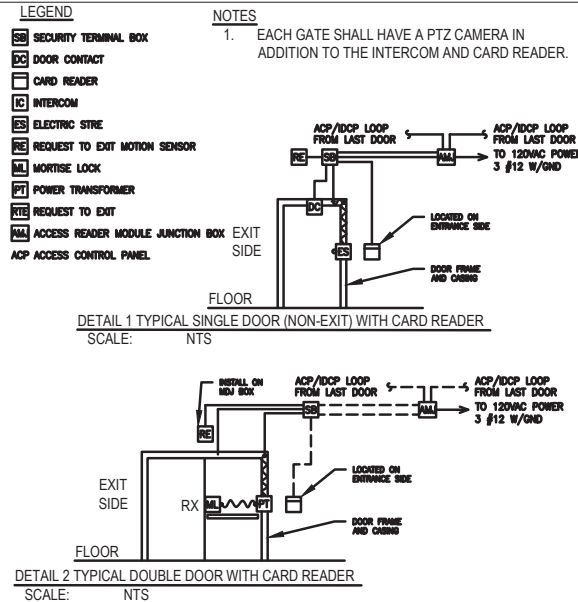 LEGEND
SB SECURITY TERMINAL BOX
DC DOOR CONTACT
CARD READER
IC INTERCOM
ES ELECTRIC STRE
RE REQUEST TO EXIT MOTION SENSOR
ML MORTISE LOCK
PT POWER TRANSFORMER
RTE REQUEST TO EXIT
AMJ ACCESS READER MODULE JUNCTION BOX
ACP ACCESS CONTROL PANEL
NOTES
1. EACH GATE SHALL HAVE A PTZ CAMERA IN
ADDITION TO THE INTERCOM AND CARD READER.
ACP/IDCP LOOP
FROM LAST DOOR
ACP/IDCP LOOP
FROM LAST DOOR
RE
SB
AMJ
TO 120VAC POWER
3 #12 W/GND
DC
EXIT
SIDE
ES
LOCATED ON
ENTRANCE SIDE
DOOR FRAME
AND CASING
FLOOR
DETAIL 1 TYPICAL SINGLE DOOR (NON-EXIT) WITH CARD READER
SCALE: NTS
INSTALL ON
MDJ BOX
ACP/IDCP LOOP
FROM LAST DOOR
ACP/IDCP LOOP
FROM LAST DOOR
RE
SB
AMJ
TO 120VAC POWER
3 #12 W/GND
EXIT
SIDE
RX
ML
PT
LOCATED ON
ENTRANCE SIDE
DOOR FRAME
AND CASING
FLOOR
DETAIL 2 TYPICAL DOUBLE DOOR WITH CARD READER
SCALE: NTS